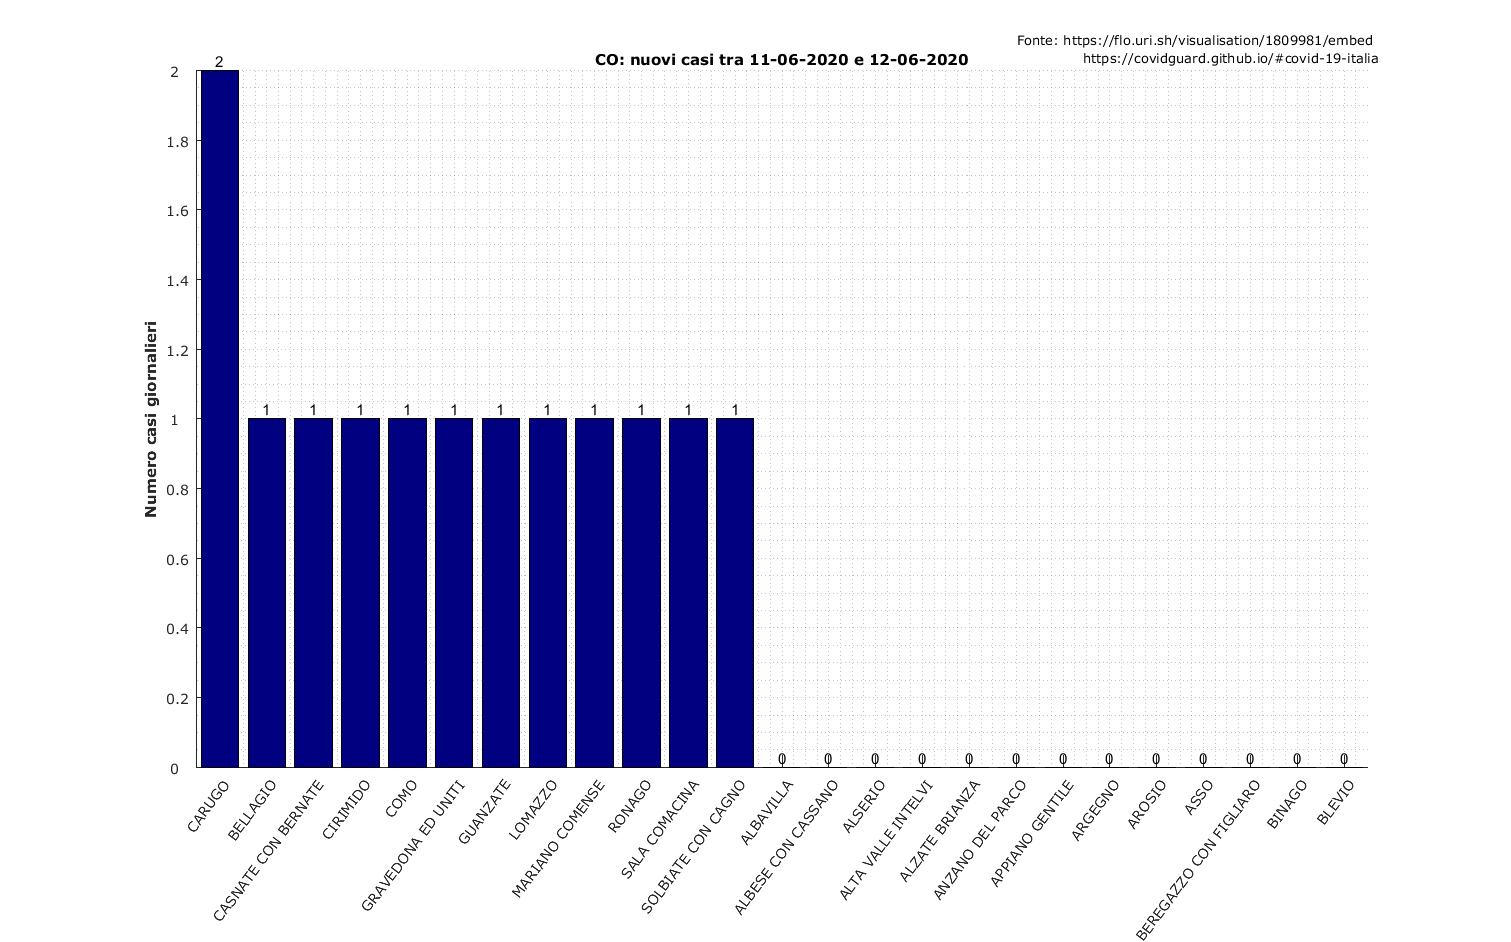 Fonte: https://flo.uri.sh/visualisation/1809981/embed
https://covidguard.github.io/#covid-19-italia
CO: nuovi casi tra 11-06-2020 e 12-06-2020
Numero casi giornalieri
2
1.8
1.6
1.4
1.2
1
0.8
0.6
0.4
0.2
0
2
1
1
1
1
1
1
1
1
1
1
1
0
0
0
0
0
0
0
0
0
0
0
0
0
CARUGO
BELLAGIO
CASNATE CON BERNATE
CIRIMIDO
COMO
GRAVEDONA ED UNITI
GUANZATE
LOMAZZO
MARIANO COMENSE
RONAGO
SALA COMACINA
SOLBIATE CON CAGNO
ALBAVILLA
ALBESE CON CASSANO
ALSERIO
ALTA VALLE INTELVI
ALZATE BRIANZA
ANZANO DEL PARCO
APPIANO GENTILE
ARGEGNO
AROSIO
ASSO
BEREGAZZO CON FIGLIARO
BINAGO
BLEVIO